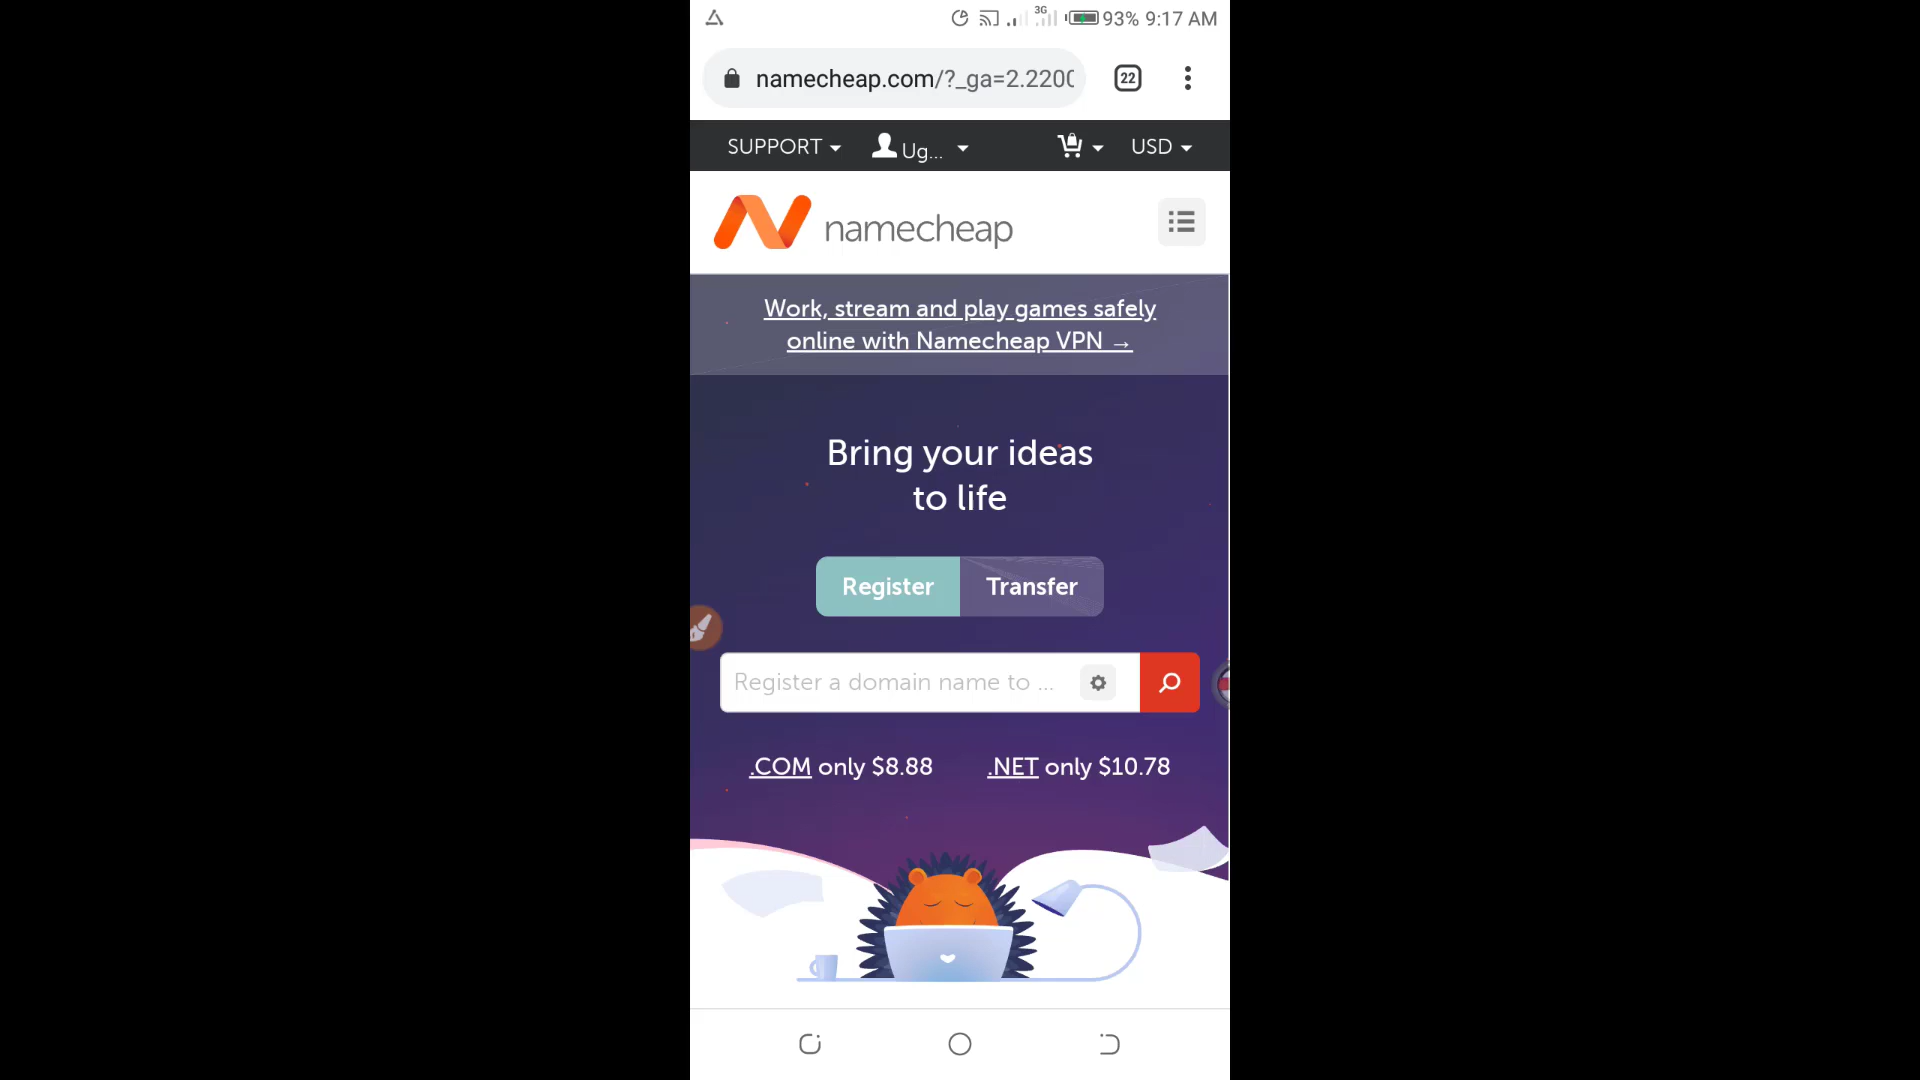 3G
93% 9:17 AM
namecheap.com/?_ga=2.220
22
SUPPORT
Ug...
USD
namecheap
Work, stream and play games safely
online with Namecheap VPN →
Bring your ideas
to life
Register
Transfer
Register a domain name to ...
.COM only $8.88
.NET only $10.78